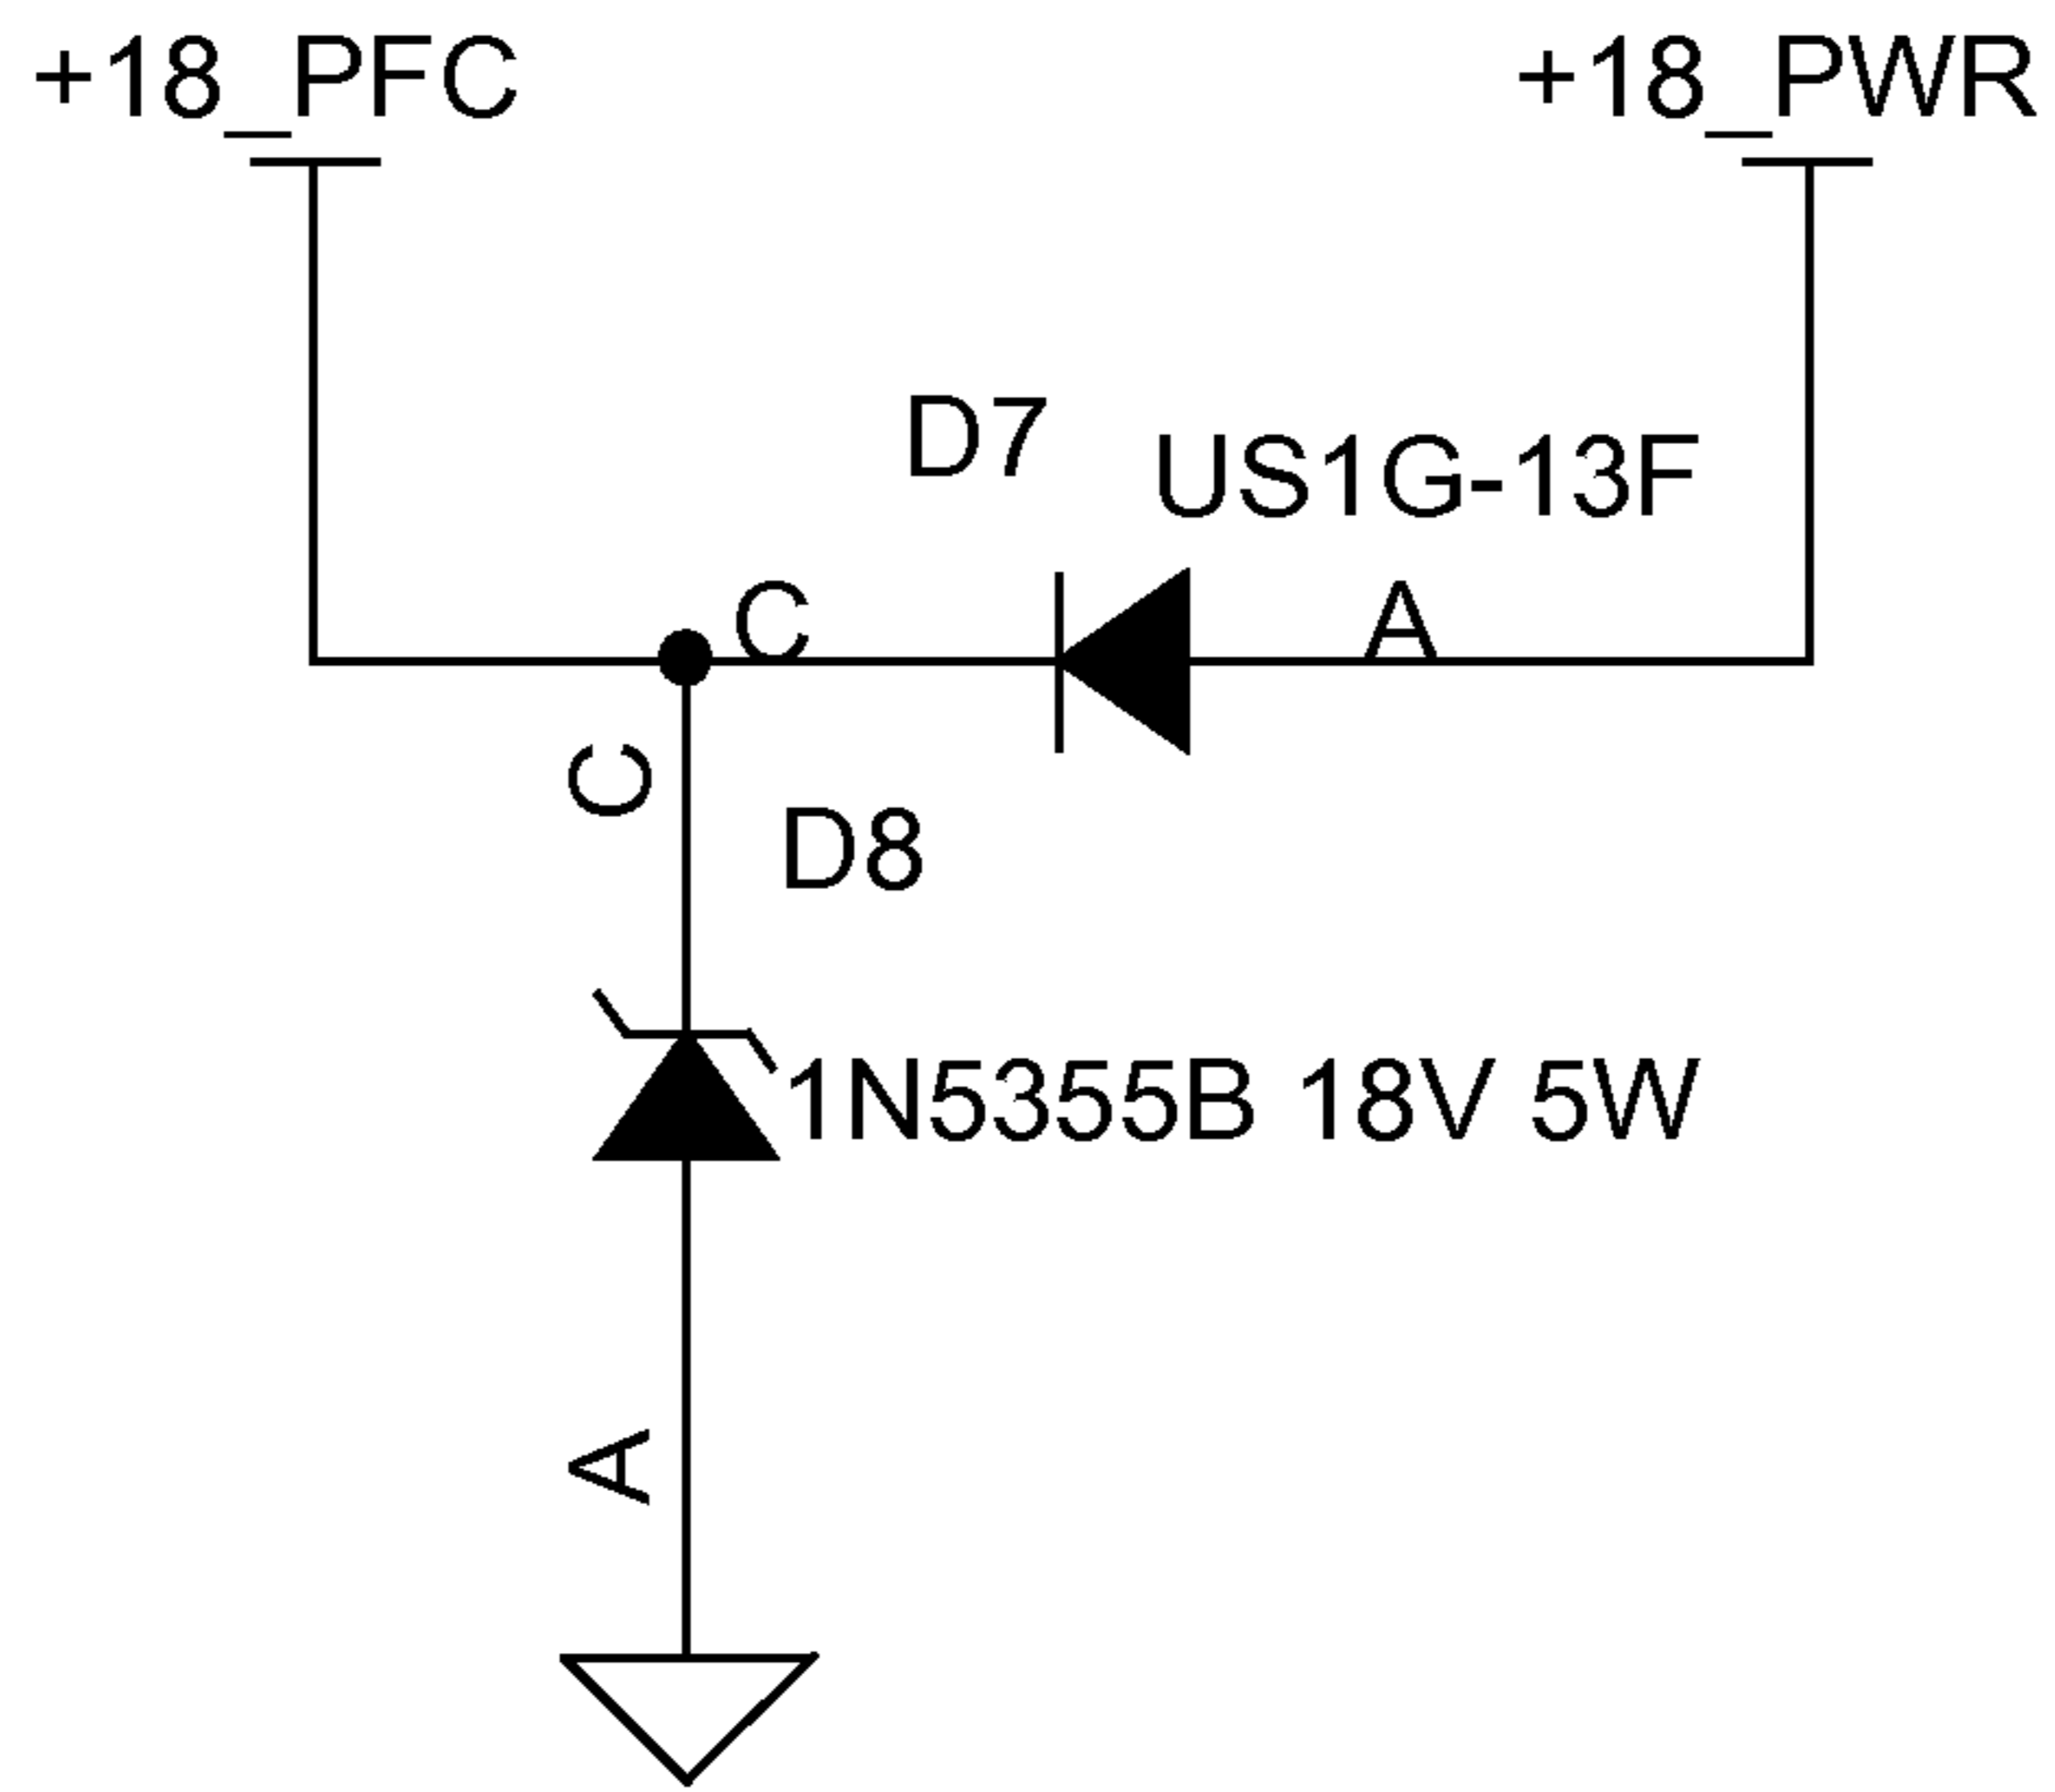 +18_PFC
+18_PWR
D7
US1G-13F
C
A
C
D8
1N5355B 18V 5W
A